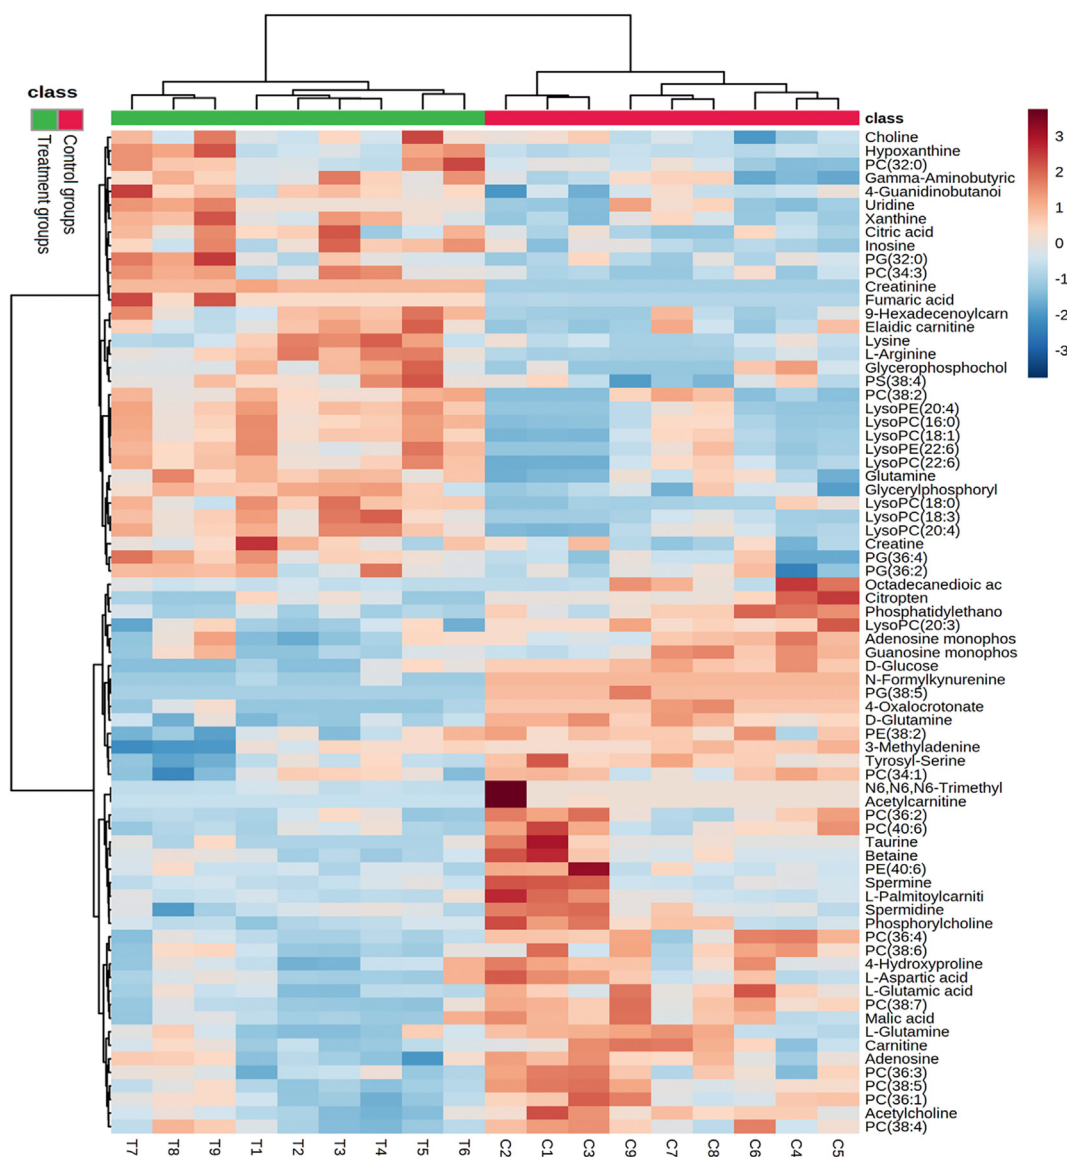 class
Treatment groups
Control groups
class
Choline
Hypoxanthine
PC(32:0)
Gamma-Aminobutyric
4-Guanidinobutanoi
Uridine
Xanthine
Citric acid
Inosine
PG(32:0)
PC(34:3)
Creatinine
Fumaric acid
9-Hexadecenoylcarn
Elaidic carnitine
Lysine
L-Arginine
Glycerophosphochol
PS(38:4)
PC(38:2)
LysoPE(20:4)
LysoPC(16:0)
LysoPC(18:1)
LysoPE(22:6)
LysoPC(22:6)
Glutamine
Glycerylphosphoryl
LysoPC(18:0)
LysoPC(18:3)
LysoPC(20:4)
Creatine
PG(36:4)
PG(36:2)
Octadecanedioic ac
Citropten
Phosphatidylethano
LysoPC(20:3)
Adenosine monophos
Guanosine monophos
D-Glucose
N-Formylkynurenine
PG(38:5)
4-Oxalocrotonate
D-Glutamine
PE(38:2)
3-Methyladenine
Tyrosyl-Serine
PC(34:1)
N6,N6,N6-Trimethyl
Acetylcarnitine
PC(36:2)
PC(40:6)
Taurine
Betaine
PE(40:6)
Spermine
L-Palmitoylcarniti
Spermidine
Phosphorylcholine
PC(36:4)
PC(38:6)
4-Hydroxyproline
L-Aspartic acid
L-Glutamic acid
PC(38:7)
Malic acid
L-Glutamine
Carnitine
Adenosine
PC(36:3)
PC(38:5)
PC(36:1)
Acetylcholine
PC(38:4)
3
2
1
0
-1
-2
-3
T7 T8 T9 T1 T2 T3 T4 T5 T6 C2 C1 C3 C9 C7 C8 C6 C4 C5